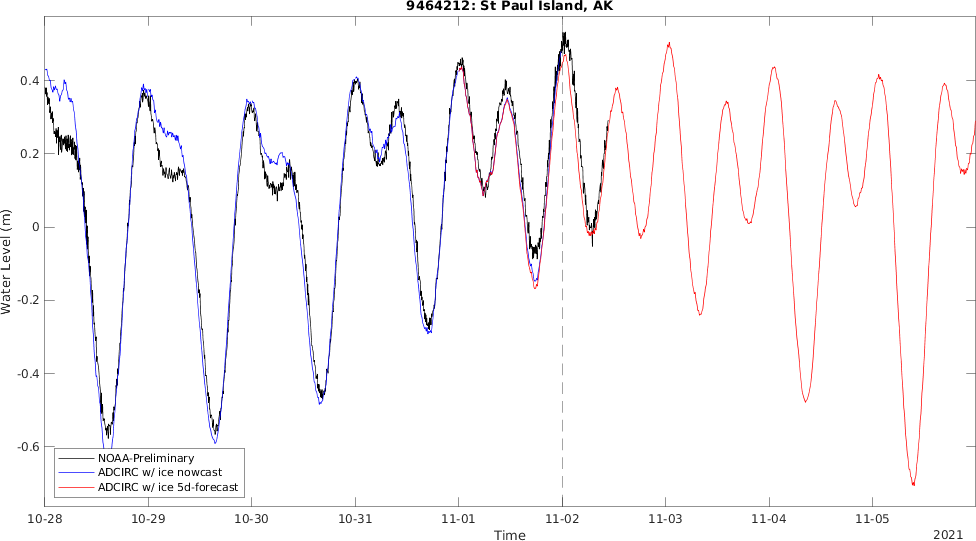 9464212: St Paul Island, AK
Water Level (m)
0.4
0.2
0
-0.2
-0.4
-0.6
NOAA-Preliminary
ADCIRC w/ ice nowcast
ADCIRC w/ ice 5d-forecast
10-28 10-29 10-30 10-31 11-01 11-02 11-03 11-04 11-05
Time
2021